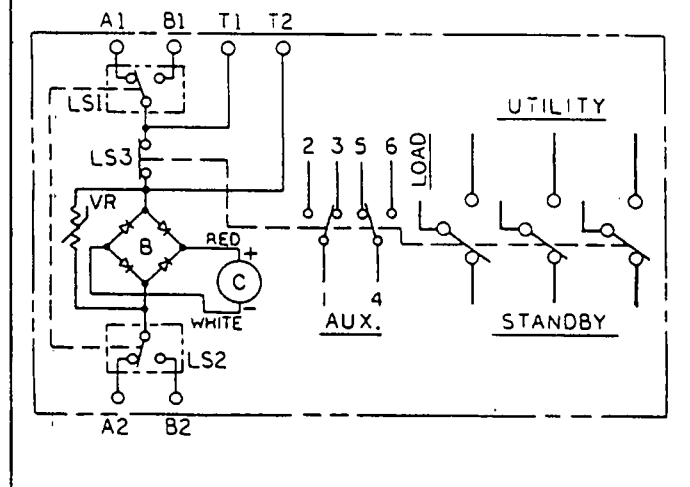 A1 B1 T1 T2
LS1
UTILITY
LS3
2 3 5 6
LOAD
VR
B
RED
+
C
1 4
WHITE
-
AUX.
STANDBY
LS2
A2 B2